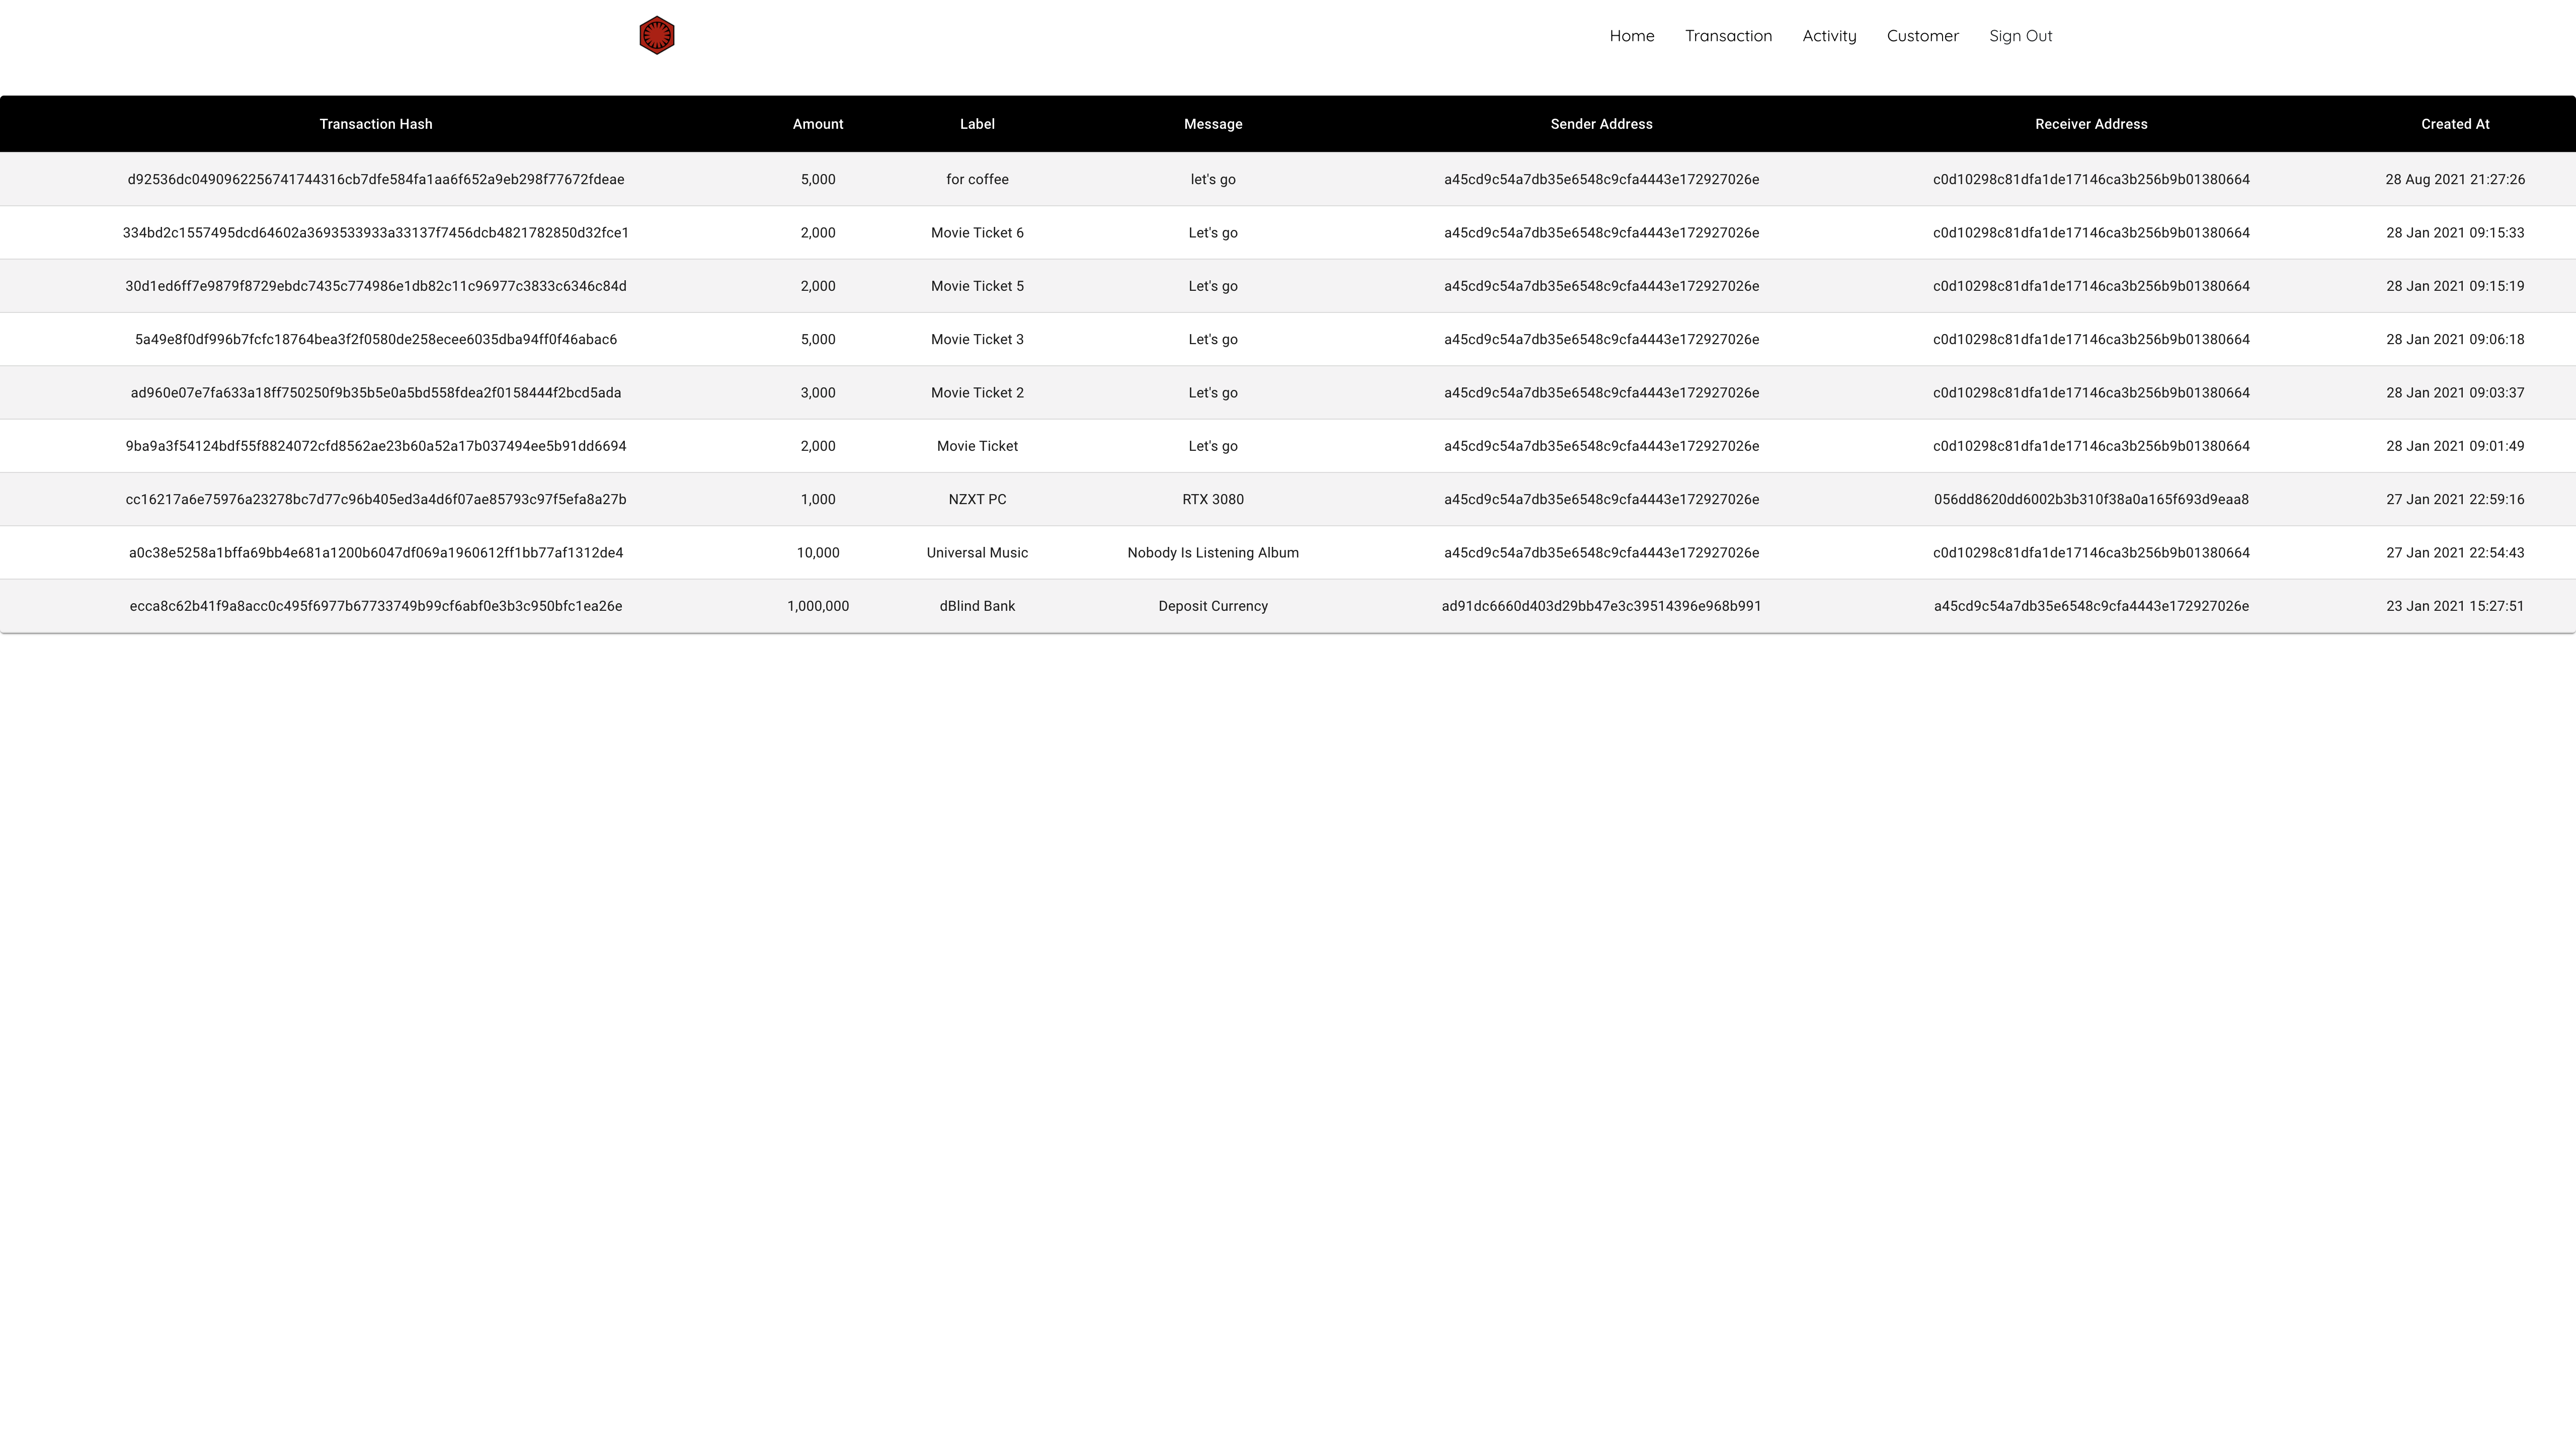 Home Transaction Activity Customer Sign Out
Transaction Hash Amount Label Message Sender Address Receiver Address Created At
d92536dc0490962256741744316cb7dfe584fa1aa6f652a9eb298f77672fdeae 5,000 for coffee let's go a45cd9c54a7db35e6548c9cfa4443e172927026e c0d10298c81dfa1de17146ca3b256b9b01380664 28 Aug 2021 21:27:26
334bd2c1557495dcd64602a3693533933a33137f7456dcb4821782850d32fce1 2,000 Movie Ticket 6 Let's go a45cd9c54a7db35e6548c9cfa4443e172927026e c0d10298c81dfa1de17146ca3b256b9b01380664 28 Jan 2021 09:15:33
30d1ed6ff7e9879f8729ebdc7435c774986e1db82c11c96977c3833c6346c84d 2,000 Movie Ticket 5 Let's go a45cd9c54a7db35e6548c9cfa4443e172927026e c0d10298c81dfa1de17146ca3b256b9b01380664 28 Jan 2021 09:15:19
5a49e8f0df996b7fcfc18764bea3f2f0580de258ecee6035dba94ff0f46abac6 5,000 Movie Ticket 3 Let's go a45cd9c54a7db35e6548c9cfa4443e172927026e c0d10298c81dfa1de17146ca3b256b9b01380664 28 Jan 2021 09:06:18
ad960e07e7fa633a18ff750250f9b35b5e0a5bd558fdea2f0158444f2bcd5ada 3,000 Movie Ticket 2 Let's go a45cd9c54a7db35e6548c9cfa4443e172927026e c0d10298c81dfa1de17146ca3b256b9b01380664 28 Jan 2021 09:03:37
9ba9a3f54124bdf55f8824072cfd8562ae23b60a52a17b037494ee5b91dd6694 2,000 Movie Ticket Let's go a45cd9c54a7db35e6548c9cfa4443e172927026e c0d10298c81dfa1de17146ca3b256b9b01380664 28 Jan 2021 09:01:49
cc16217a6e75976a23278bc7d77c96b405ed3a4d6f07ae85793c97f5efa8a27b 1,000 NZXT PC RTX 3080 a45cd9c54a7db35e6548c9cfa4443e172927026e 056dd8620dd6002b3b310f38a0a165f693d9eaa8 27 Jan 2021 22:59:16
a0c38e5258a1bffa69bb4e681a1200b6047df069a1960612ff1bb77af1312de4 10,000 Universal Music Nobody Is Listening Album a45cd9c54a7db35e6548c9cfa4443e172927026e c0d10298c81dfa1de17146ca3b256b9b01380664 27 Jan 2021 22:54:43
ecca8c62b41f9a8acc0c495f6977b67733749b99cf6abf0e3b3c950bfc1ea26e 1,000,000 dBlind Bank Deposit Currency ad91dc6660d403d29bb47e3c39514396e968b991 a45cd9c54a7db35e6548c9cfa4443e172927026e 23 Jan 2021 15:27:51